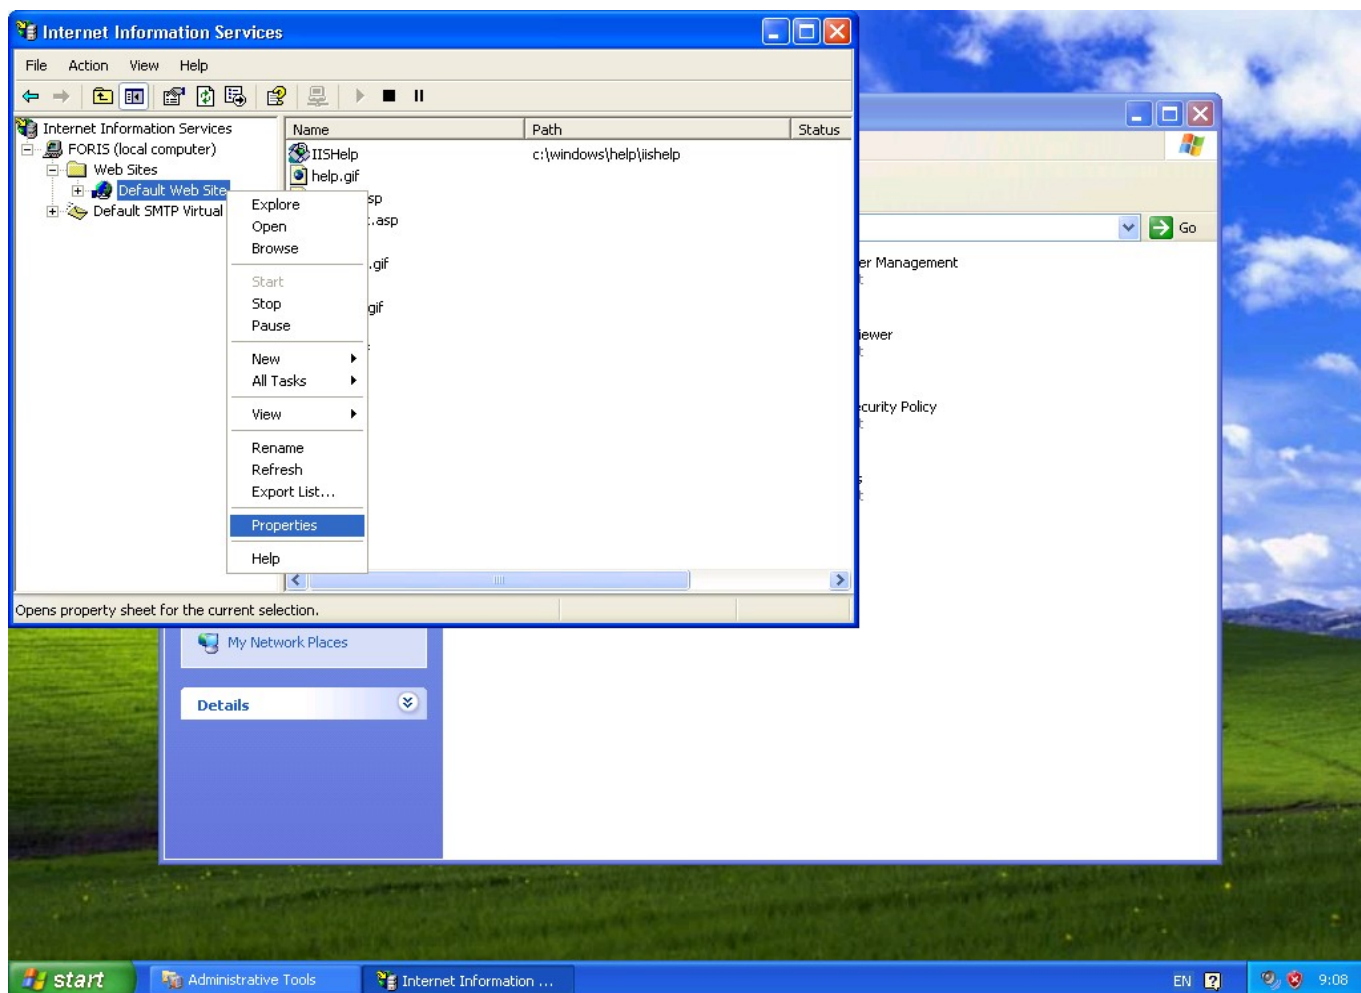 Internet Information Services
File Action View Help
Internet Information Services
FORIS (local computer)
Web Sites
Default Web Site
Default SMTP Virtual
Name Path Status
IISHelp c:\windows\help\iishelp
help.gif
sp
.asp
.gif
gif
Explore
Open
Browse
Start
Stop
Pause
New
All Tasks
View
Rename
Refresh
Export List...
Properties
Help
Opens property sheet for the current selection.
Go
er Management
t
iewer
t
curity Policy
t
s
t
My Network Places
Details
start
Administrative Tools
Internet Information ...
EN
9:08